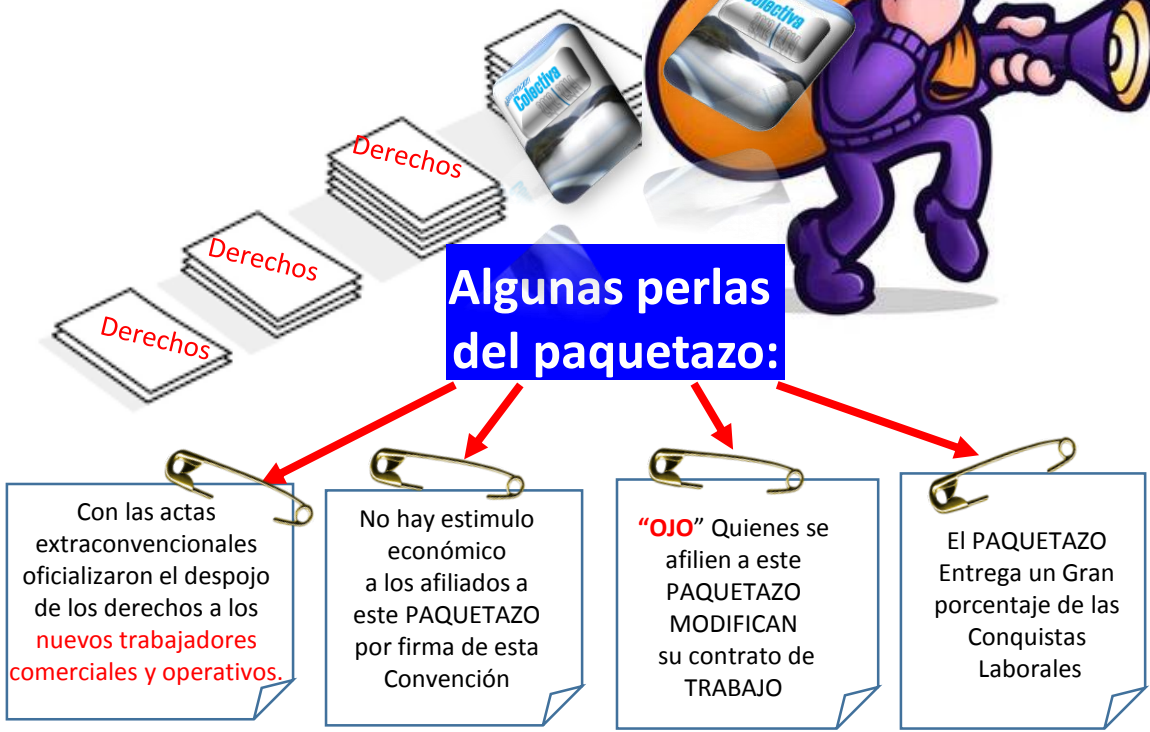 Colectiva
Colectiva
Derechos
Derechos
Derechos
Algunas perlas
del paquetazo:
Con las actas
extraconvencionales
oficializaron el despojo
de los derechos a los
nuevos trabajadores
comerciales y operativos.
No hay estimulo
económico
a los afiliados a
este PAQUETAZO
por firma de esta
Convención
“OJO” Quienes se
afilien a este
PAQUETAZO
MODIFICAN
su contrato de
TRABAJO
El PAQUETAZO
Entrega un Gran
porcentaje de las
Conquistas
Laborales